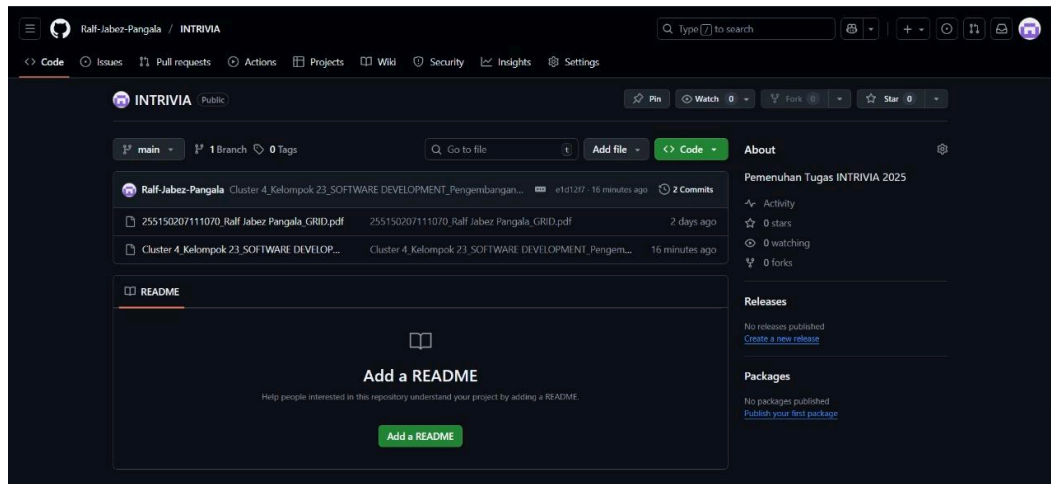 Ralf-Jabez-Pangala / INTRIVIA
Type / to search
Code Issues Pull requests Actions Projects Wiki Security Insights Settings
INTRIVIA Public
Pin Watch 0 Fork 0 Star 0
main 1 Branch 0 Tags
Go to file t Add file Code
Ralf-Jabez-Pangala Cluster 4_Kelompok 23_SOFTWARE DEVELOPMENT_Pengembangan... e1d12f7 · 16 minutes ago 2 Commits
255150207111070_Ralf Jabez Pangala_GRID.pdf 255150207111070_Ralf Jabez Pangala_GRID.pdf 2 days ago
Cluster 4_Kelompok 23_SOFTWARE DEVELOP... Cluster 4_Kelompok 23_SOFTWARE DEVELOPMENT_Pengem... 16 minutes ago
README
Add a README
Help people interested in this repository understand your project by adding a README.
Add a README
About
Pemenuhan Tugas INTRIVIA 2025
Activity
0 stars
0 watching
0 forks
Releases
No releases published
Create a new release
Packages
No packages published
Publish your first package